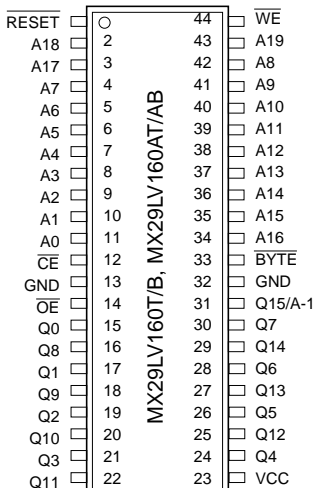 RESET 44 WE
A18 2 43 A19
A17 3 42 A8
A7 4 41 A9
A6 5 40 A10
A5 6 39 A11
A4 7 38 A12
A3 8 37 A13
A2 9 36 A14
A1 10 35 A15
A0 11 34 A16
CE 12 33 BYTE
GND 13 32 GND
OE 14 31 Q15/A-1
Q0 15 30 Q7
Q8 16 29 Q14
Q1 17 28 Q6
Q9 18 27 Q13
Q2 19 26 Q5
Q10 20 25 Q12
Q3 21 24 Q4
Q11 22 23 VCC
MX29LV160T/B, MX29LV160AT/AB